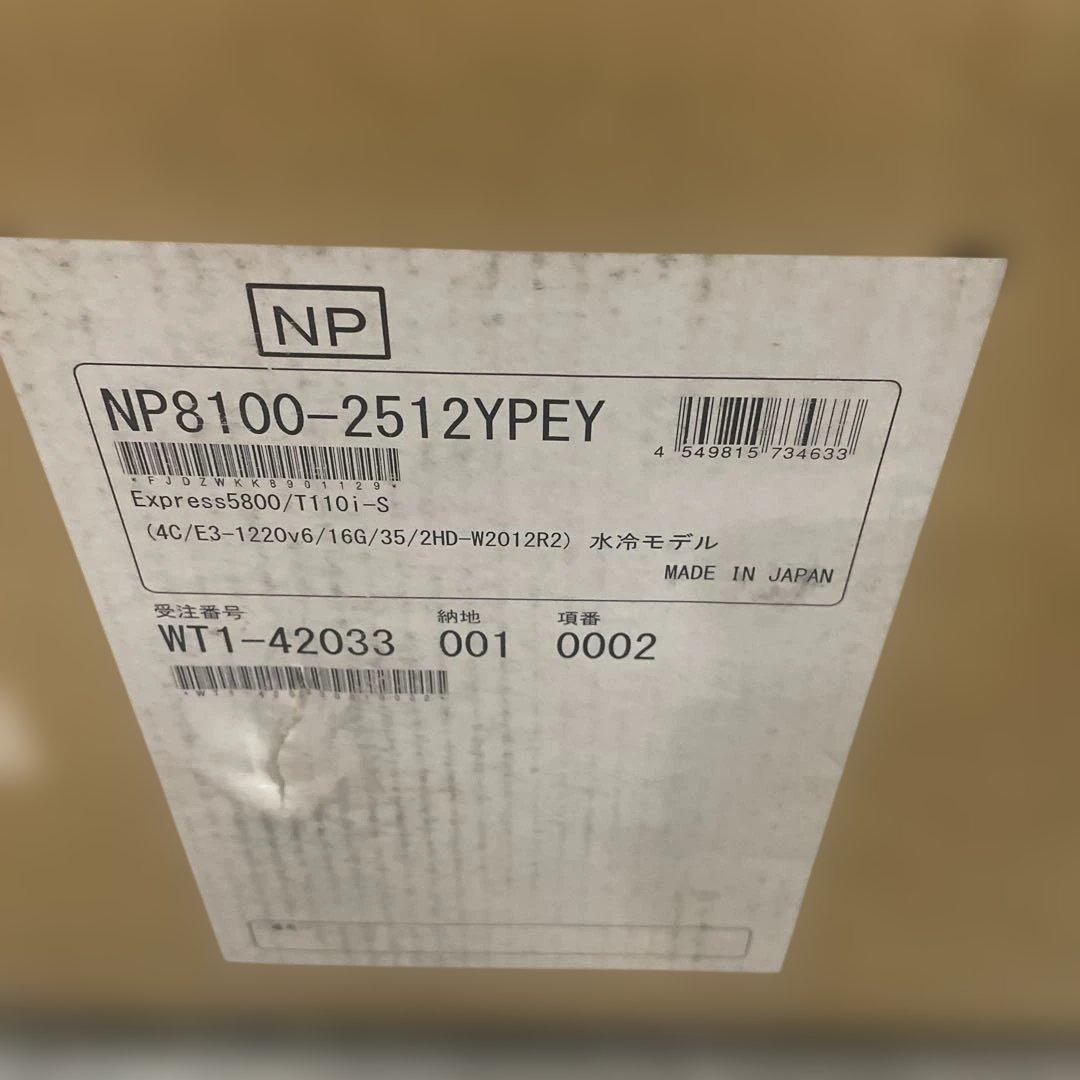 NP
NP8100-2512YPEY
4 549815 734633
*FJDZWKK8901129*
Express5800/T110i-S
(4C/E3-1220v6/16G/35/2HD-W2012R2) 水冷モデル
MADE IN JAPAN
受注番号 納地 項番
WT1-42033 001 0002